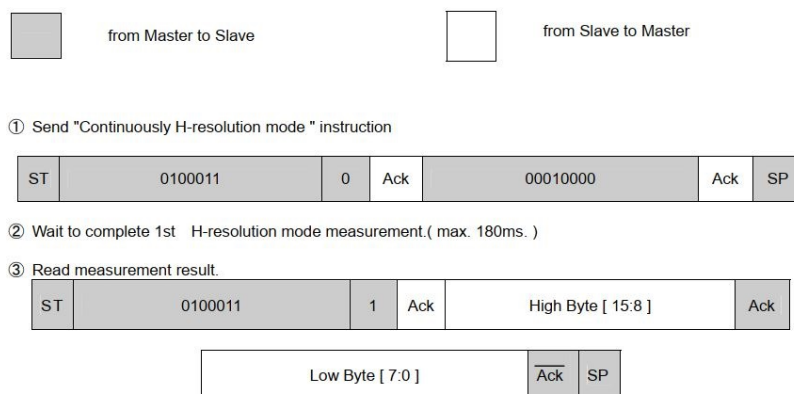 from Master to Slave
from Slave to Master
① Send "Continuously H-resolution mode " instruction
ST 0100011 0 Ack 00010000 Ack SP
② Wait to complete 1st H-resolution mode measurement.( max. 180ms. )
③ Read measurement result.
ST 0100011 1 Ack High Byte [ 15:8 ] Ack
Low Byte [ 7:0 ] A̅c̅k̅ SP